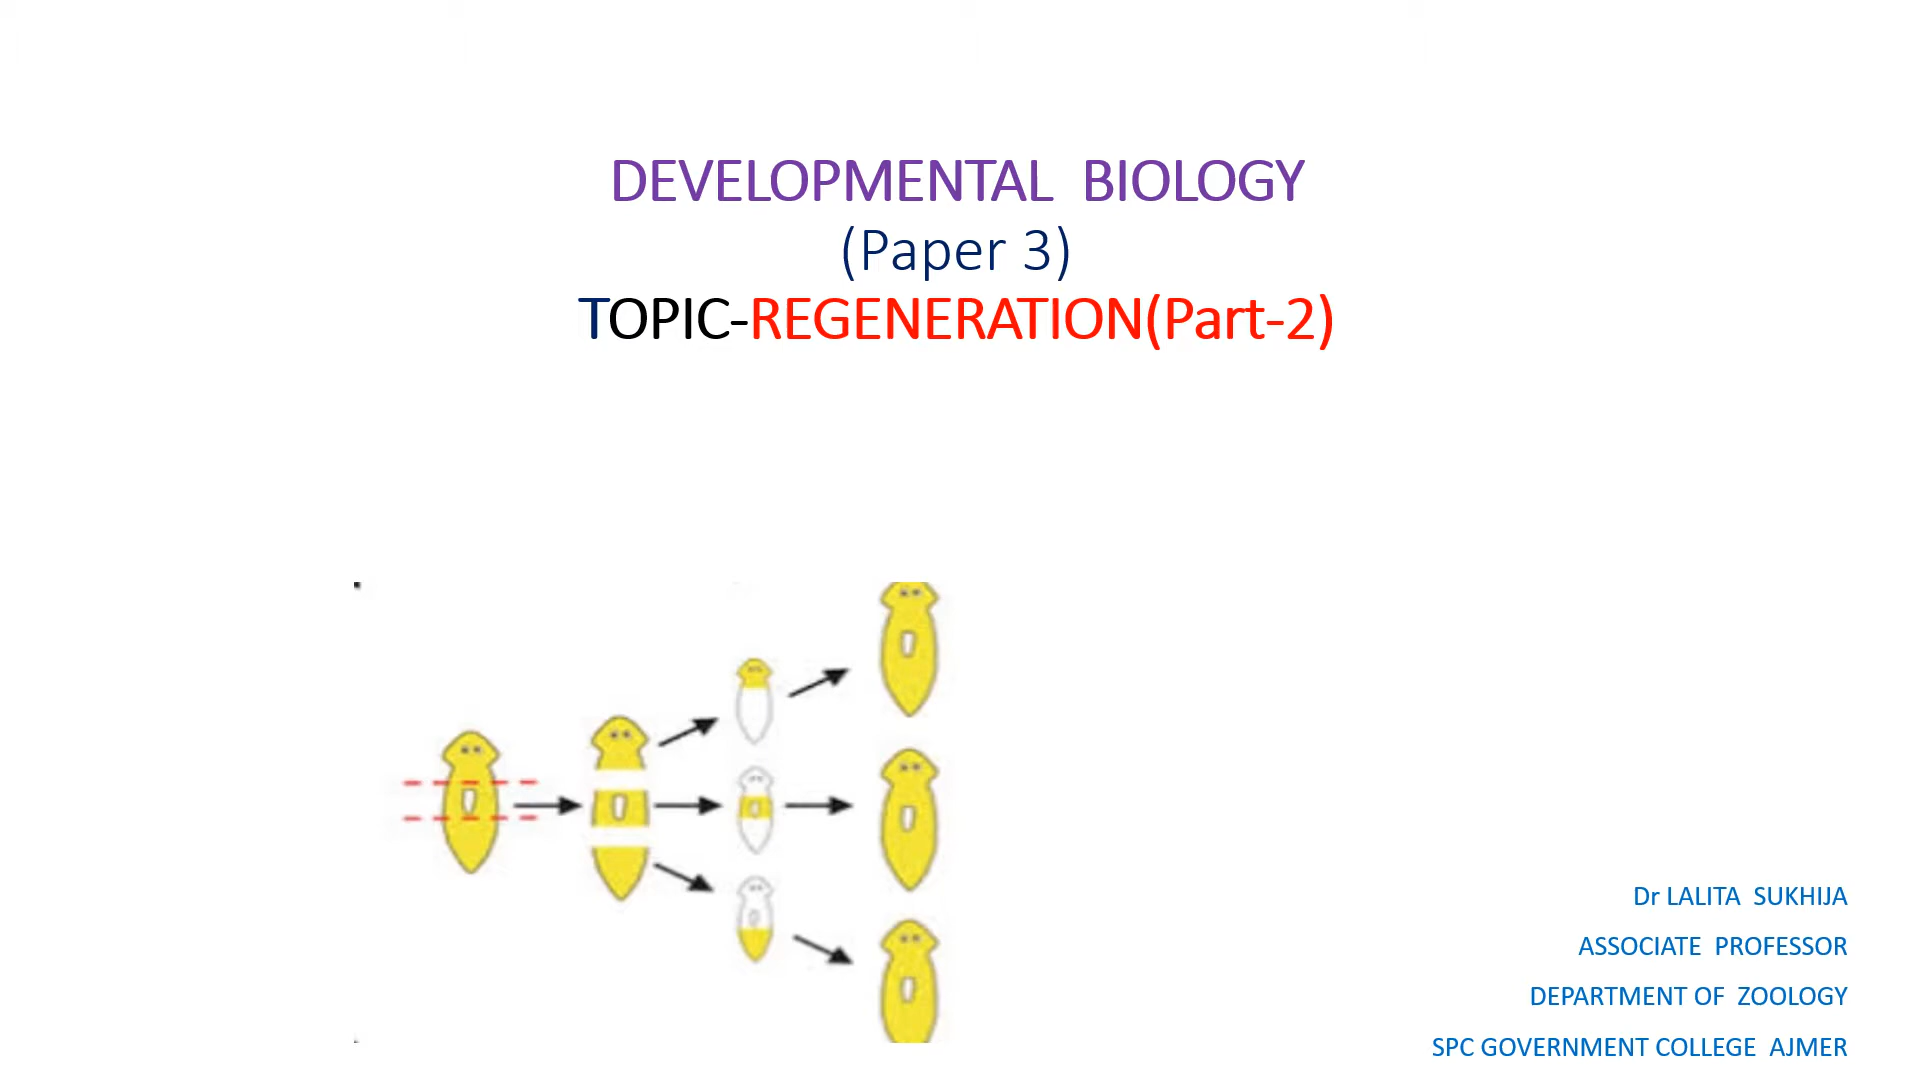 DEVELOPMENTAL BIOLOGY
(Paper 3)
TOPIC-REGENERATION(Part-2)
Dr LALITA SUKHIJA
ASSOCIATE PROFESSOR
DEPARTMENT OF ZOOLOGY
SPC GOVERNMENT COLLEGE AJMER